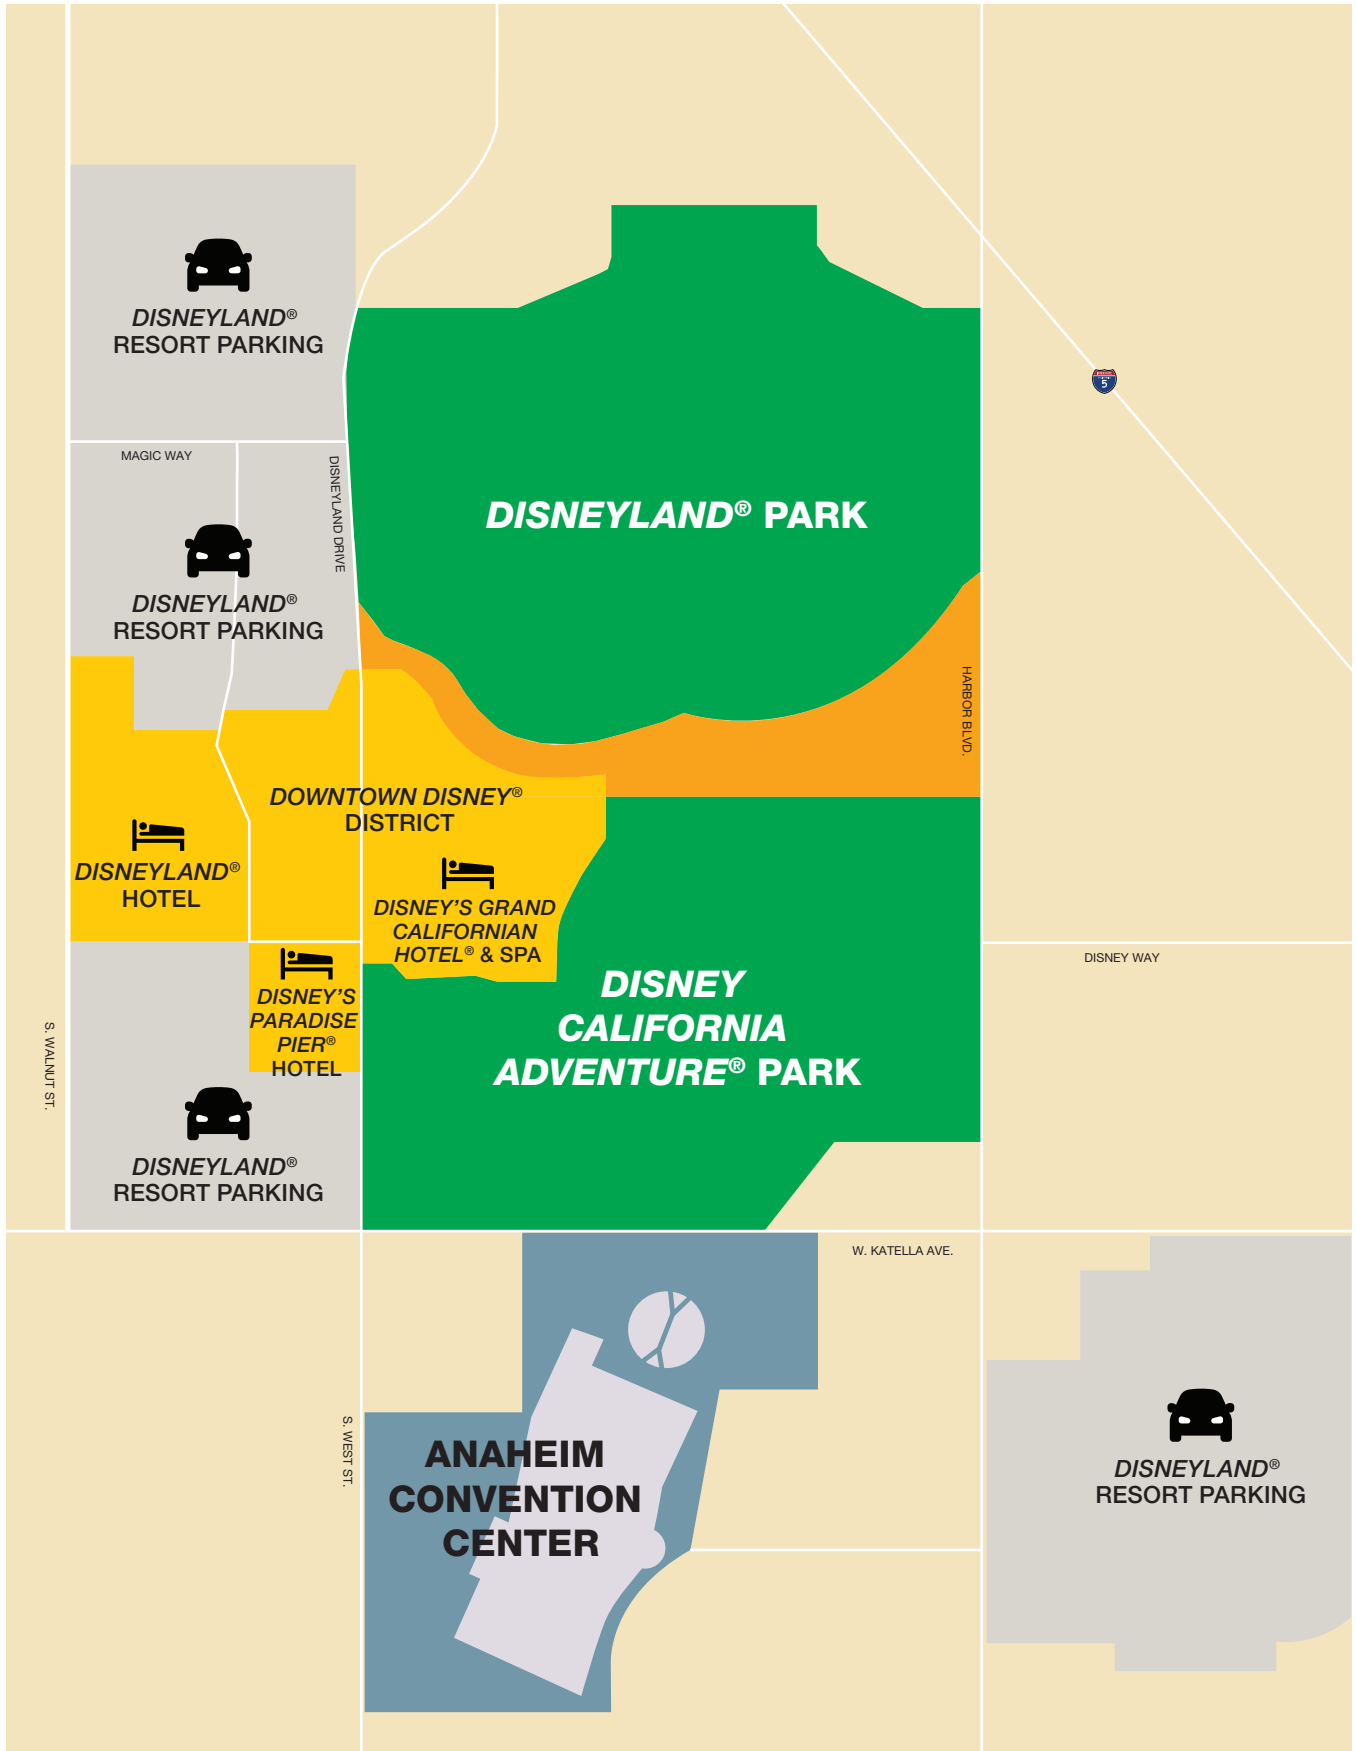 DISNEYLAND®
RESORT PARKING
5
MAGIC WAY
DISNEYLAND DRIVE
DISNEYLAND® PARK
DISNEYLAND®
RESORT PARKING
HARBOR BLVD.
DOWNTOWN DISNEY®
DISTRICT
DISNEYLAND®
HOTEL
DISNEY'S GRAND
CALIFORNIAN
HOTEL® & SPA
DISNEY WAY
DISNEY'S
PARADISE
PIER®
HOTEL
DISNEY
CALIFORNIA
ADVENTURE® PARK
S. WALNUT ST.
DISNEYLAND®
RESORT PARKING
W. KATELLA AVE.
S. WEST ST.
ANAHEIM
CONVENTION
CENTER
DISNEYLAND®
RESORT PARKING